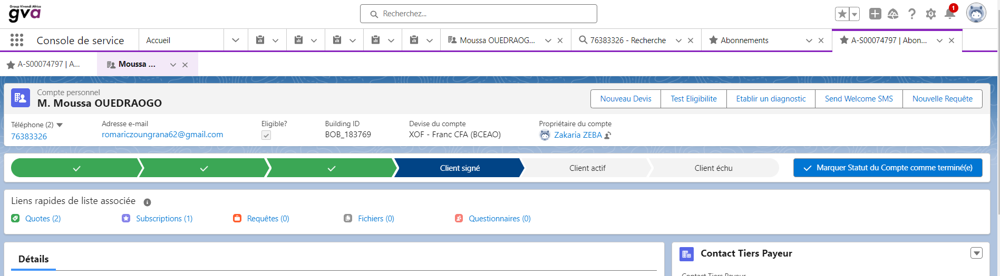 Group Vivendi Africa
gva
Recherchez...
1
Console de service
Accueil
Moussa OUEDRAOG...
76383326 - Recherche
Abonnements
A-S00074797 | Abon...
A-S00074797 | A...
Moussa ...
Compte personnel
M. Moussa OUEDRAOGO
Nouveau Devis
Test Eligibilite
Etablir un diagnostic
Send Welcome SMS
Nouvelle Requête
Téléphone (2)
Adresse e-mail
Eligible?
Building ID
Devise du compte
Propriétaire du compte
76383326
romariczoungrana62@gmail.com
BOB_183769
XOF - Franc CFA (BCEAO)
Zakaria ZEBA
Client signé
Client actif
Client échu
Marquer Statut du Compte comme terminé(e)
Liens rapides de liste associée
Quotes (2)
Subscriptions (1)
Requêtes (0)
Fichiers (0)
Questionnaires (0)
Détails
Contact Tiers Payeur
Contact Tiers Payeur